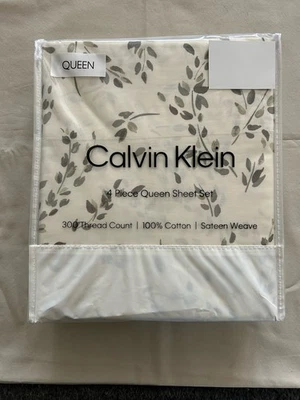 QUEEN
Calvin Klein
4 Piece Queen Sheet Set
300 Thread Count | 100% Cotton | Sateen Weave